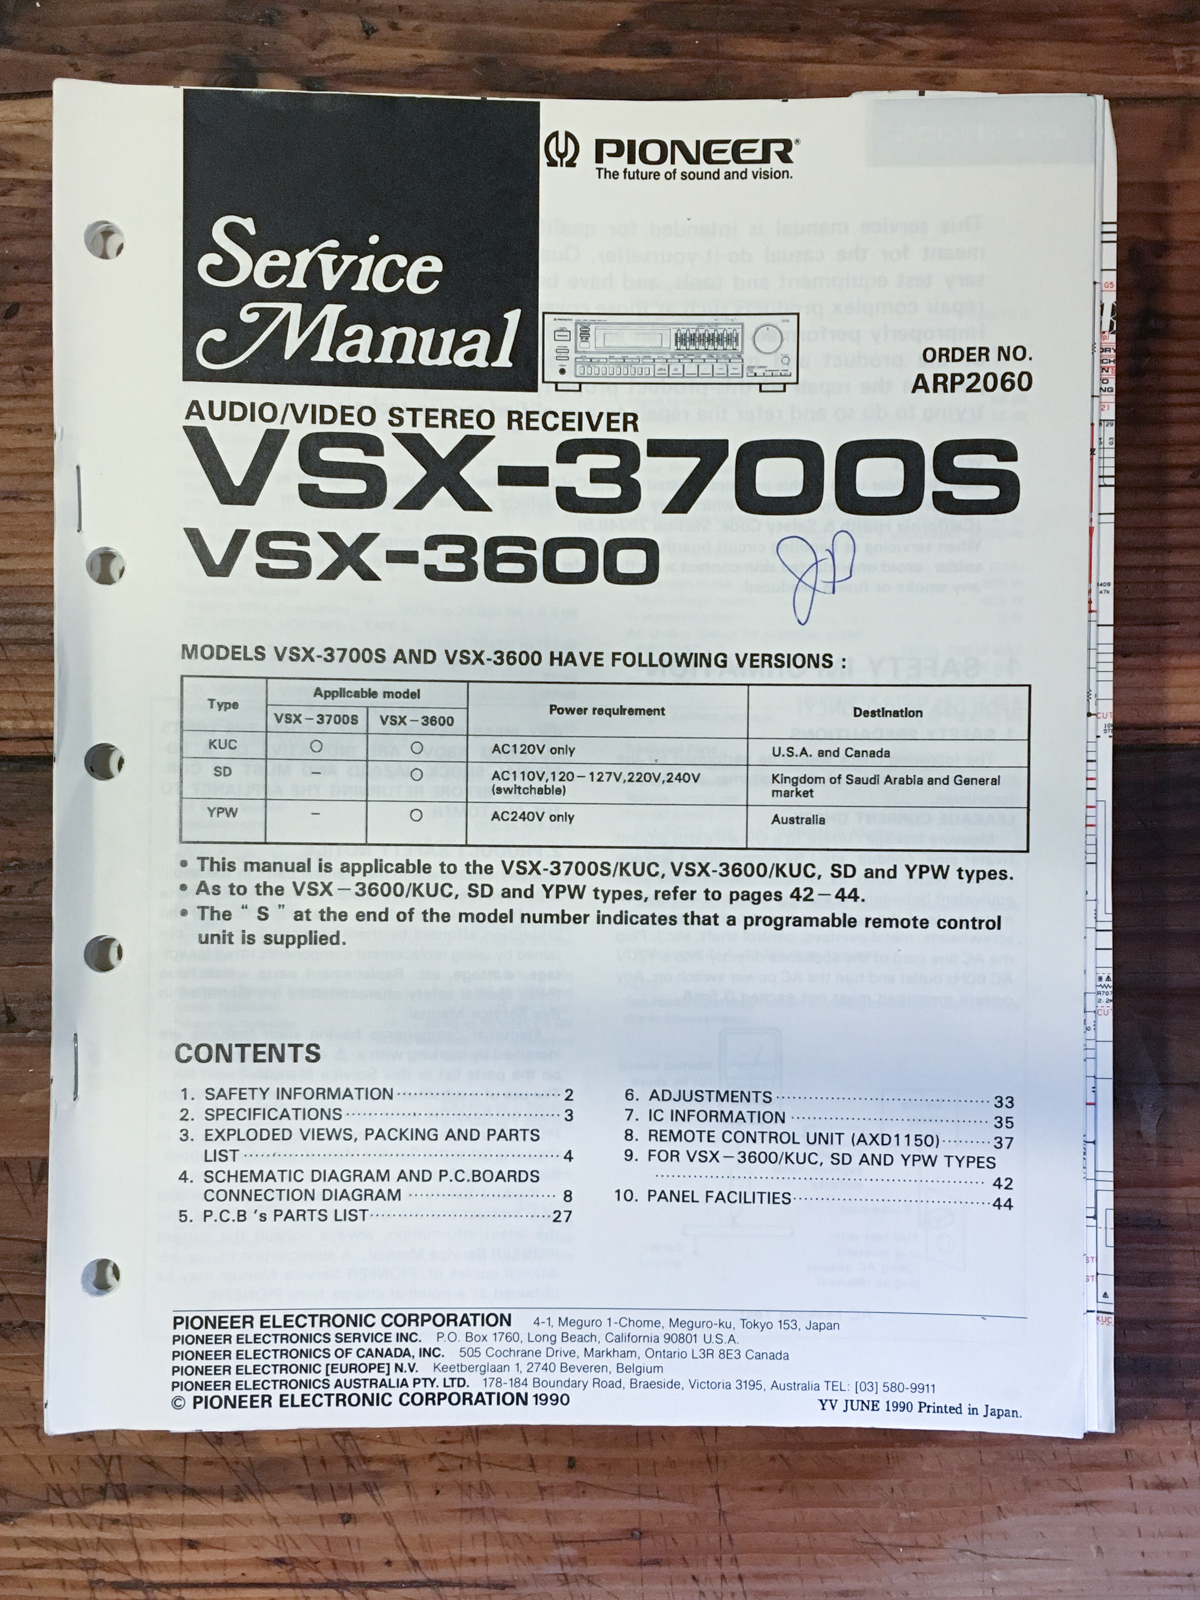 Service
Manual
PIONEER®
The future of sound and vision.
ORDER NO.
ARP2060
AUDIO/VIDEO STEREO RECEIVER
VSX-3700S
VSX-3600
MODELS VSX-3700S AND VSX-3600 HAVE FOLLOWING VERSIONS :
Type
Applicable model
Power requirement
Destination
VSX-3700S
VSX-3600
KUC ○ ○ AC120V only U.S.A. and Canada
SD – ○ AC110V,120-127V,220V,240V (switchable) Kingdom of Saudi Arabia and General market
YPW – ○ AC240V only Australia
• This manual is applicable to the VSX-3700S/KUC, VSX-3600/KUC, SD and YPW types.
• As to the VSX-3600/KUC, SD and YPW types, refer to pages 42-44.
• The " S " at the end of the model number indicates that a programable remote control
unit is supplied.
CONTENTS
1. SAFETY INFORMATION 2
2. SPECIFICATIONS 3
3. EXPLODED VIEWS, PACKING AND PARTS
LIST 4
4. SCHEMATIC DIAGRAM AND P.C.BOARDS
CONNECTION DIAGRAM 8
5. P.C.B 's PARTS LIST 27
6. ADJUSTMENTS 33
7. IC INFORMATION 35
8. REMOTE CONTROL UNIT (AXD1150) 37
9. FOR VSX-3600/KUC, SD AND YPW TYPES
42
10. PANEL FACILITIES 44
PIONEER ELECTRONIC CORPORATION 4-1, Meguro 1-Chome, Meguro-ku, Tokyo 153, Japan
PIONEER ELECTRONICS SERVICE INC. P.O. Box 1760, Long Beach, California 90801 U.S.A.
PIONEER ELECTRONICS OF CANADA, INC. 505 Cochrane Drive, Markham, Ontario L3R 8E3 Canada
PIONEER ELECTRONIC [EUROPE] N.V. Keetberglaan 1, 2740 Beveren, Belgium
PIONEER ELECTRONICS AUSTRALIA PTY. LTD. 178-184 Boundary Road, Braeside, Victoria 3195, Australia TEL: [03] 580-9911
© PIONEER ELECTRONIC CORPORATION 1990
YV JUNE 1990 Printed in Japan.